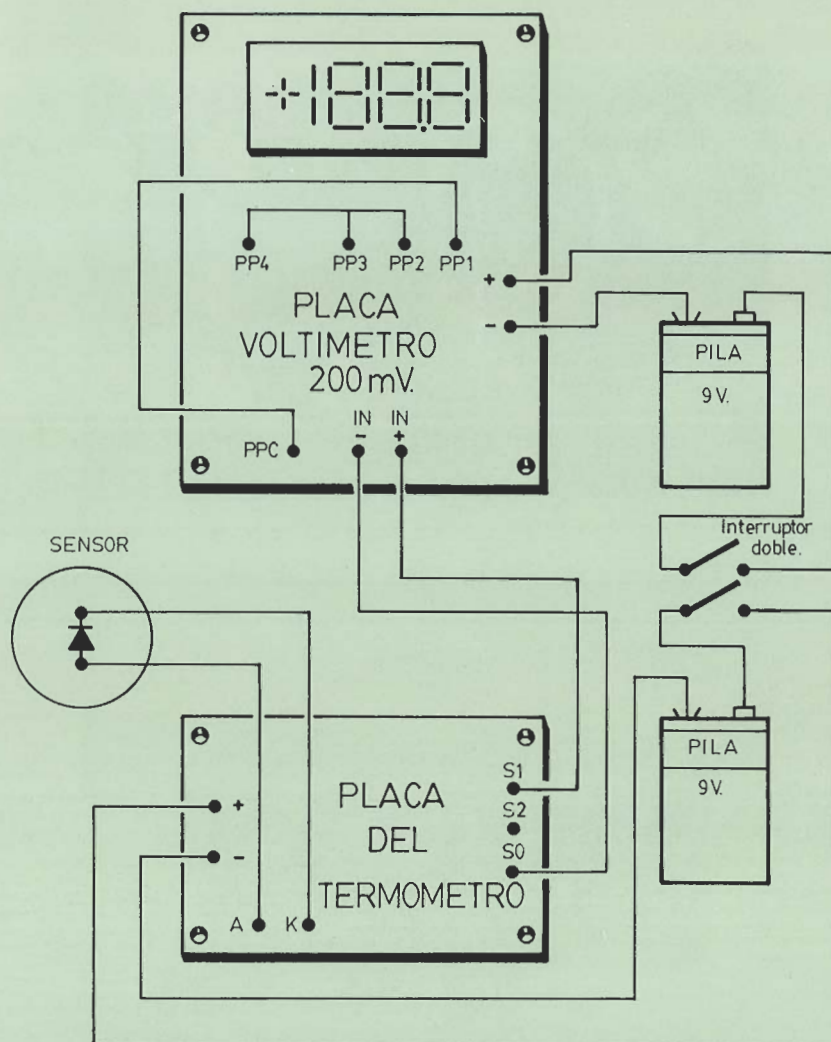 +188.8
PP4 PP3 PP2 PP1
+
-
PLACA
VOLTIMETRO
200 mV.
IN IN
- +
PPC
PILA
9 V.
Interruptor
doble.
SENSOR
PILA
9 V.
+
-
PLACA
DEL
TERMOMETRO
S1
S2
S0
A K